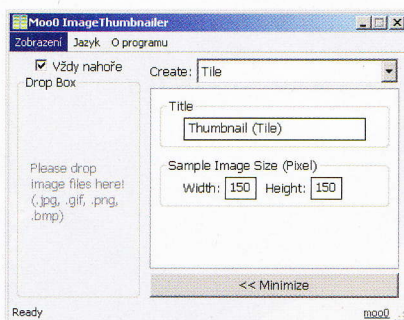 Moo0 ImageThumbnailer
Zobrazení Jazyk O programu
Vždy nahoře
Create: Tile
Drop Box
Please drop
image files here!
(.jpg, .gif, .png,
.bmp)
Title
Thumbnail (Tile)
Sample Image Size (Pixel)
Width: 150 Height: 150
<< Minimize
Ready
moo0